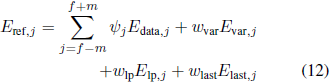 E_{ref,j} = \sum_{j=f-m}^{f+m} \psi_j E_{data,j} + w_{var} E_{var,j}
+w_{lp} E_{lp,j} + w_{last} E_{last,j} (12)